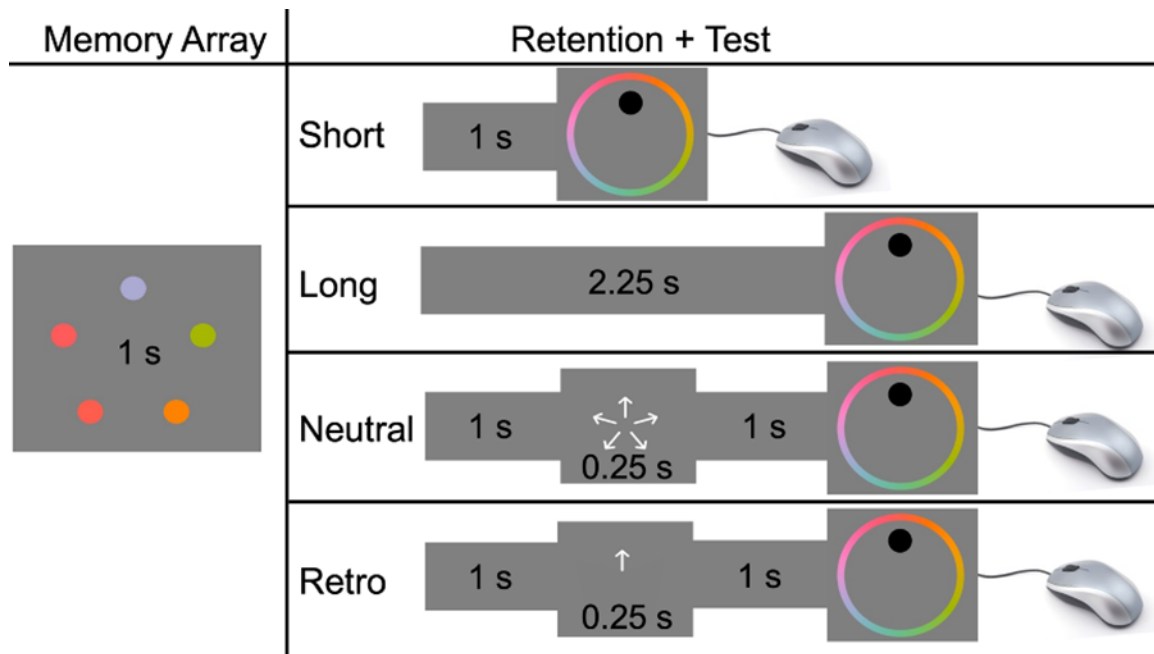 Memory Array
Retention + Test
1 s
Short
1 s
Long
2.25 s
Neutral
1 s
0.25 s
1 s
Retro
1 s
0.25 s
1 s